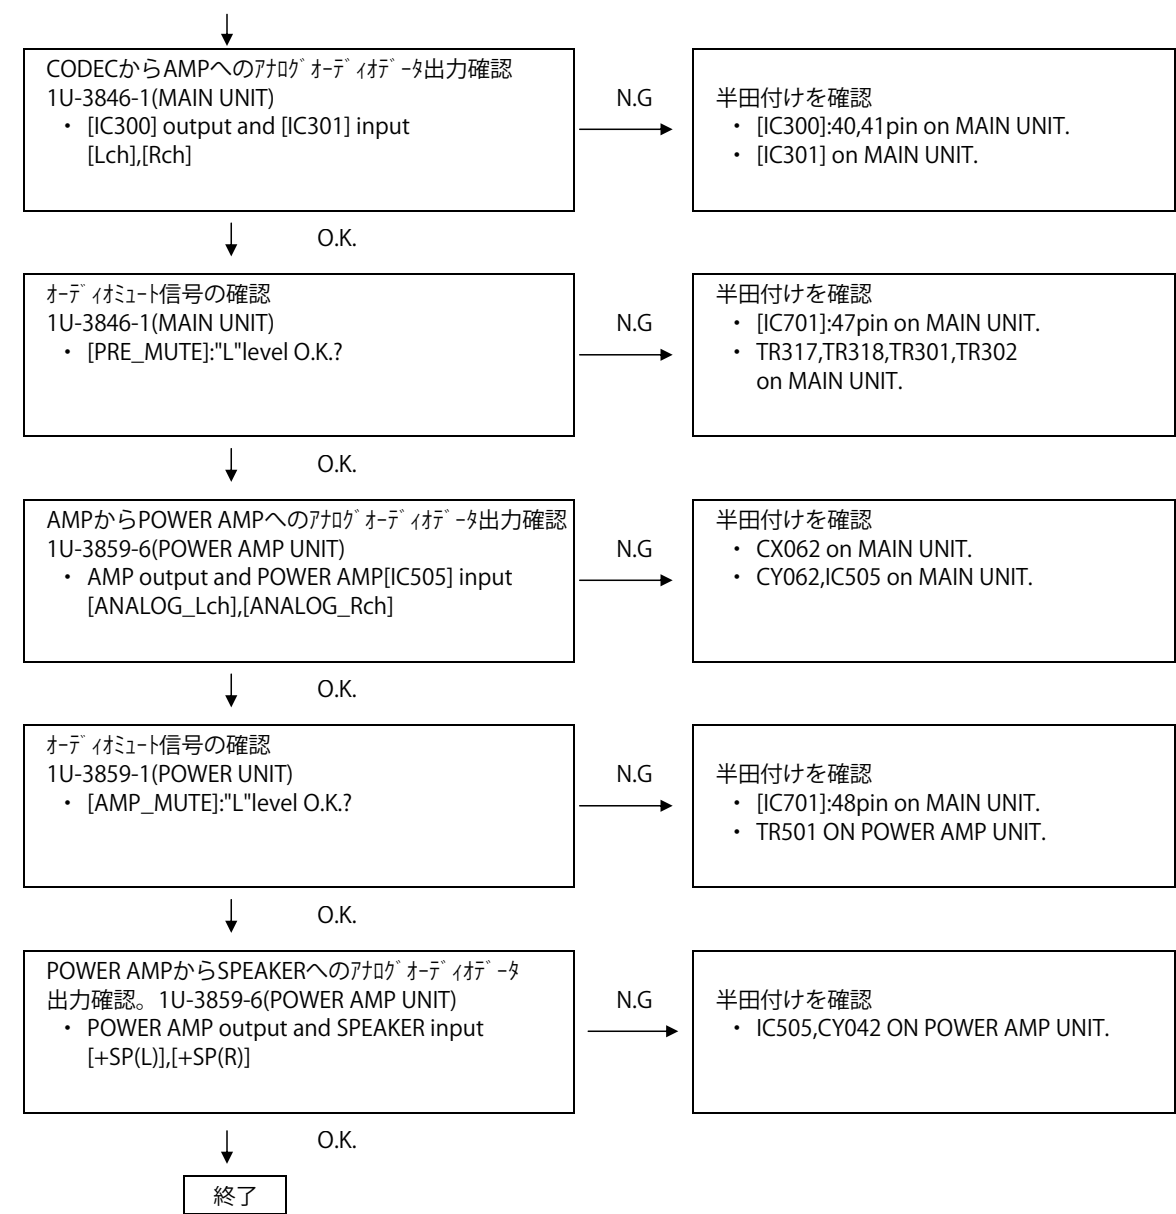 CODECからAMPへのｱﾅﾛｸﾞｵｰﾃﾞｨｵﾃﾞｰﾀ出力確認
1U-3846-1(MAIN UNIT)
・ [IC300] output and [IC301] input
[Lch],[Rch]
N.G
半田付けを確認
・ [IC300]:40,41pin on MAIN UNIT.
・ [IC301] on MAIN UNIT.
O.K.
ｵｰﾃﾞｨｵﾐｭｰﾄ信号の確認
1U-3846-1(MAIN UNIT)
・ [PRE_MUTE]:"L"level O.K.?
N.G
半田付けを確認
・ [IC701]:47pin on MAIN UNIT.
・ TR317,TR318,TR301,TR302
on MAIN UNIT.
O.K.
AMPからPOWER AMPへのｱﾅﾛｸﾞｵｰﾃﾞｨｵﾃﾞｰﾀ出力確認
1U-3859-6(POWER AMP UNIT)
・ AMP output and POWER AMP[IC505] input
[ANALOG_Lch],[ANALOG_Rch]
N.G
半田付けを確認
・ CX062 on MAIN UNIT.
・ CY062,IC505 on MAIN UNIT.
O.K.
ｵｰﾃﾞｨｵﾐｭｰﾄ信号の確認
1U-3859-1(POWER UNIT)
・ [AMP_MUTE]:"L"level O.K.?
N.G
半田付けを確認
・ [IC701]:48pin on MAIN UNIT.
・ TR501 ON POWER AMP UNIT.
O.K.
POWER AMPからSPEAKERへのｱﾅﾛｸﾞｵｰﾃﾞｨｵﾃﾞｰﾀ
出力確認。1U-3859-6(POWER AMP UNIT)
・ POWER AMP output and SPEAKER input
[+SP(L)],[+SP(R)]
N.G
半田付けを確認
・ IC505,CY042 ON POWER AMP UNIT.
O.K.
終了